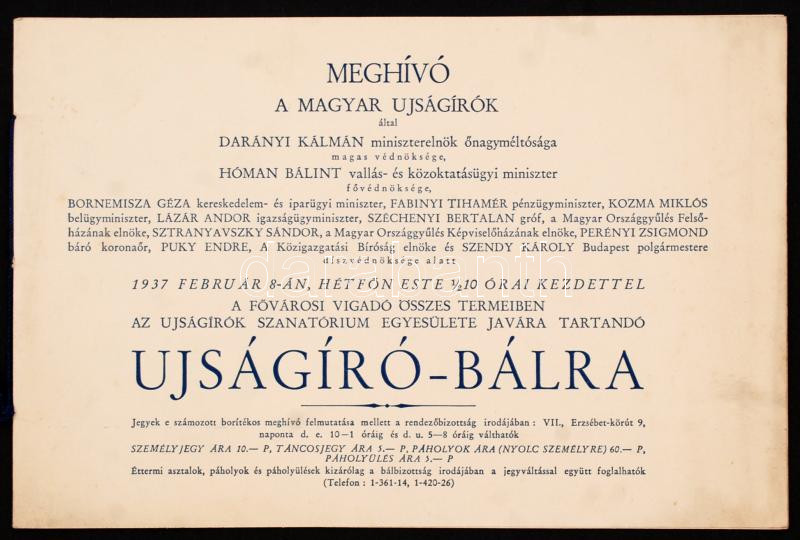 MEGHÍVÓ
A MAGYAR UJSÁGÍRÓK
által
DARÁNYI KÁLMÁN miniszterelnök őnagyméltósága
magas védnöksége,
HÓMAN BÁLINT vallás- és közoktatásügyi miniszter
fővédnöksége,
BORNEMISZA GÉZA kereskedelem- és iparügyi miniszter, FABINYI TIHAMÉR pénzügyminiszter, KOZMA MIKLÓS
belügyminiszter, LÁZÁR ANDOR igazságügyminiszter, SZÉCHENYI BERTALAN gróf, a Magyar Országgyűlés Felső-
házának elnöke, SZTRANYAVSZKY SÁNDOR, a Magyar Országgyűlés Képviselőházának elnöke, PERÉNYI ZSIGMOND
báró koronaőr, PUKY ENDRE, A Közigazgatási Bíróság elnöke és SZENDY KÁROLY Budapest polgármestere
díszvédnöksége alatt
darabanth
1937 FEBRUÁR 8-ÁN, HÉTFŐN ESTE ½10 ÓRAI KEZDETTEL
A FŐVÁROSI VIGADÓ ÖSSZES TERMEIBEN
AZ UJSÁGÍRÓK SZANATÓRIUM EGYESÜLETE JAVÁRA TARTANDÓ
UJSÁGÍRÓ-BÁLRA
Jegyek e számozott borítékos meghívó felmutatása mellett a rendezőbizottság irodájában : VII., Erzsébet-körút 9,
naponta d. e. 10—1 óráig és d. u. 5—8 óráig válthatók
SZEMÉLYJEGY ÁRA 10.— P, TÁNCOSJEGY ÁRA 5.— P, PÁHOLYOK ÁRA (NYOLC SZEMÉLYRE) 60.— P,
PÁHOLYÜLÉS ÁRA 5.— P
Éttermi asztalok, páholyok és páholyülések kizárólag a bálbizottság irodájában a jegyváltással együtt foglalhatók
(Telefon : 1-361-14, 1-420-26)